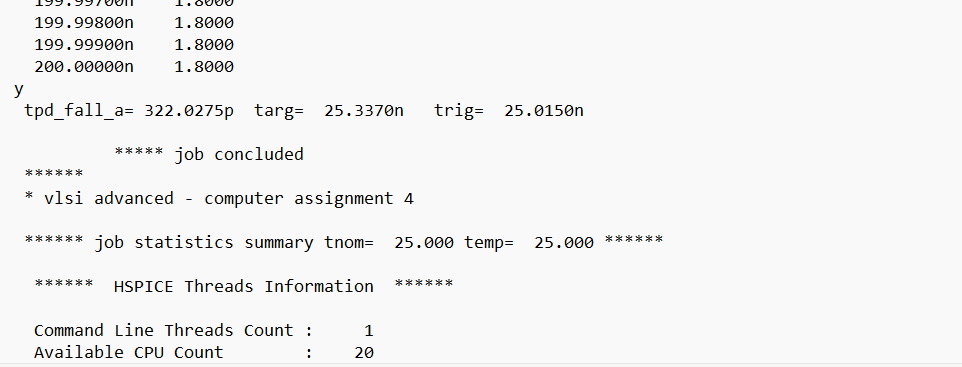 199.99700n 1.8000
199.99800n 1.8000
199.99900n 1.8000
200.00000n 1.8000
y
tpd_fall_a= 322.0275p targ= 25.3370n trig= 25.0150n
***** job concluded
******
* vlsi advanced - computer assignment 4
****** job statistics summary tnom= 25.000 temp= 25.000 ******
****** HSPICE Threads Information ******
Command Line Threads Count : 1
Available CPU Count : 20